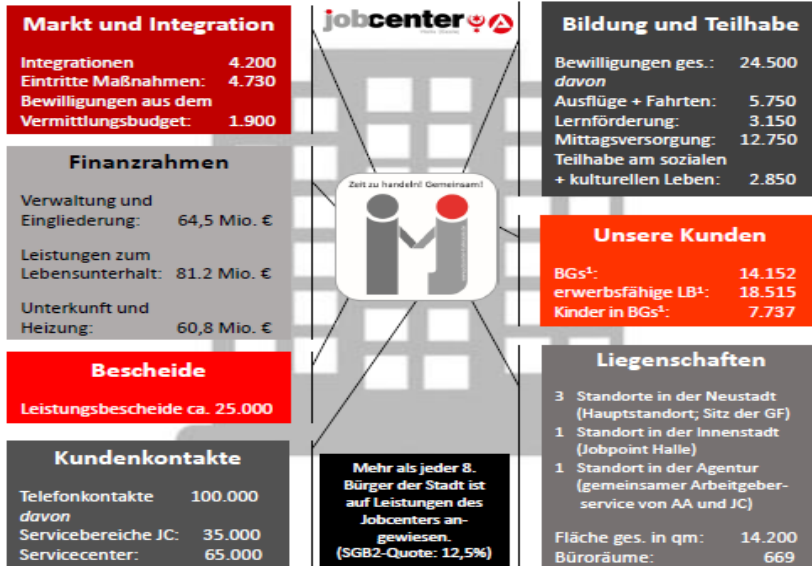 Markt und Integration
Integrationen 4.200
Eintritte Maßnahmen: 4.730
Bewilligungen aus dem
Vermittlungsbudget: 1.900
Finanzrahmen
Verwaltung und
Eingliederung: 64,5 Mio. €
Leistungen zum
Lebensunterhalt: 81.2 Mio. €
Unterkunft und
Heizung: 60,8 Mio. €
Bescheide
Leistungsbescheide ca. 25.000
Kundenkontakte
Telefonkontakte 100.000
davon
Servicebereiche JC: 35.000
Servicecenter: 65.000
jobcenter
Halle (Saale)
Zeit zu handeln! Gemeinsam!
Mehr als jeder 8.
Bürger der Stadt ist
auf Leistungen des
Jobcenters an-
gewiesen.
(SGB2-Quote: 12,5%)
Bildung und Teilhabe
Bewilligungen ges.: 24.500
davon
Ausflüge + Fahrten: 5.750
Lernförderung: 3.150
Mittagsversorgung: 12.750
Teilhabe am sozialen
+ kulturellen Leben: 2.850
Unsere Kunden
BGs¹: 14.152
erwerbsfähige LB¹: 18.515
Kinder in BGs¹: 7.737
Liegenschaften
3 Standorte in der Neustadt
(Hauptstandort; Sitz der GF)
1 Standort in der Innenstadt
(Jobpoint Halle)
1 Standort in der Agentur
(gemeinsamer Arbeitgeber-
service von AA und JC)
Fläche ges. in qm: 14.200
Büroräume: 669